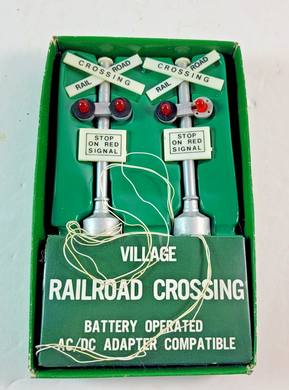 RAIL ROAD
CROSSING
RAIL ROAD
CROSSING
STOP
ON RED
SIGNAL
STOP
ON RED
SIGNAL
VILLAGE
RAILROAD CROSSING
BATTERY OPERATED
AC/DC ADAPTER COMPATIBLE